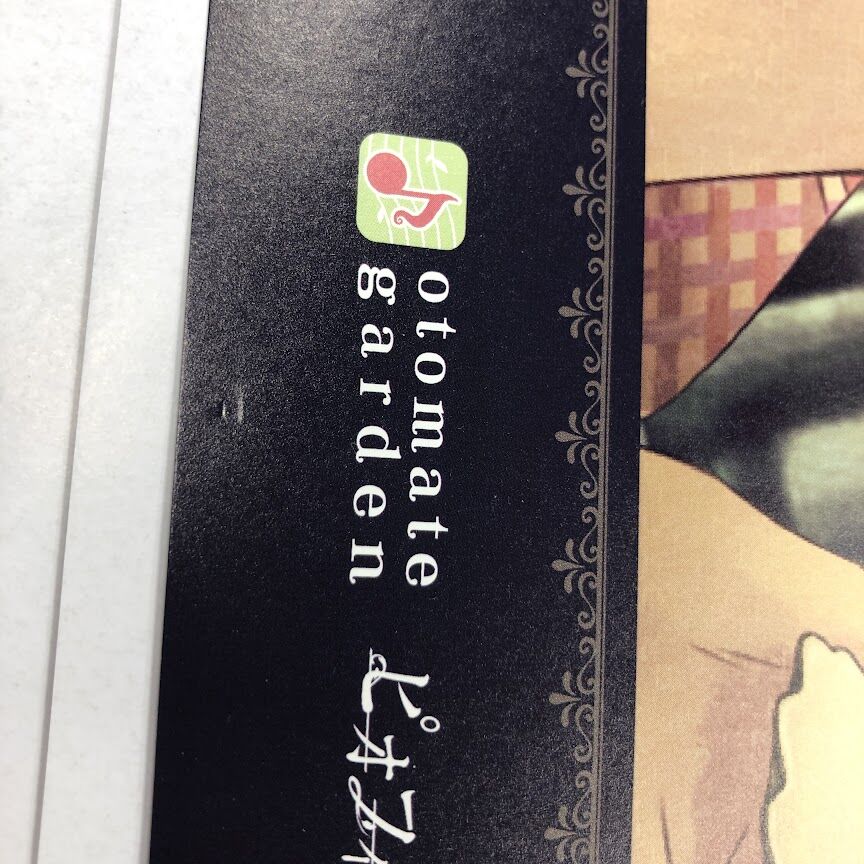 otomate
garden
ピオフ